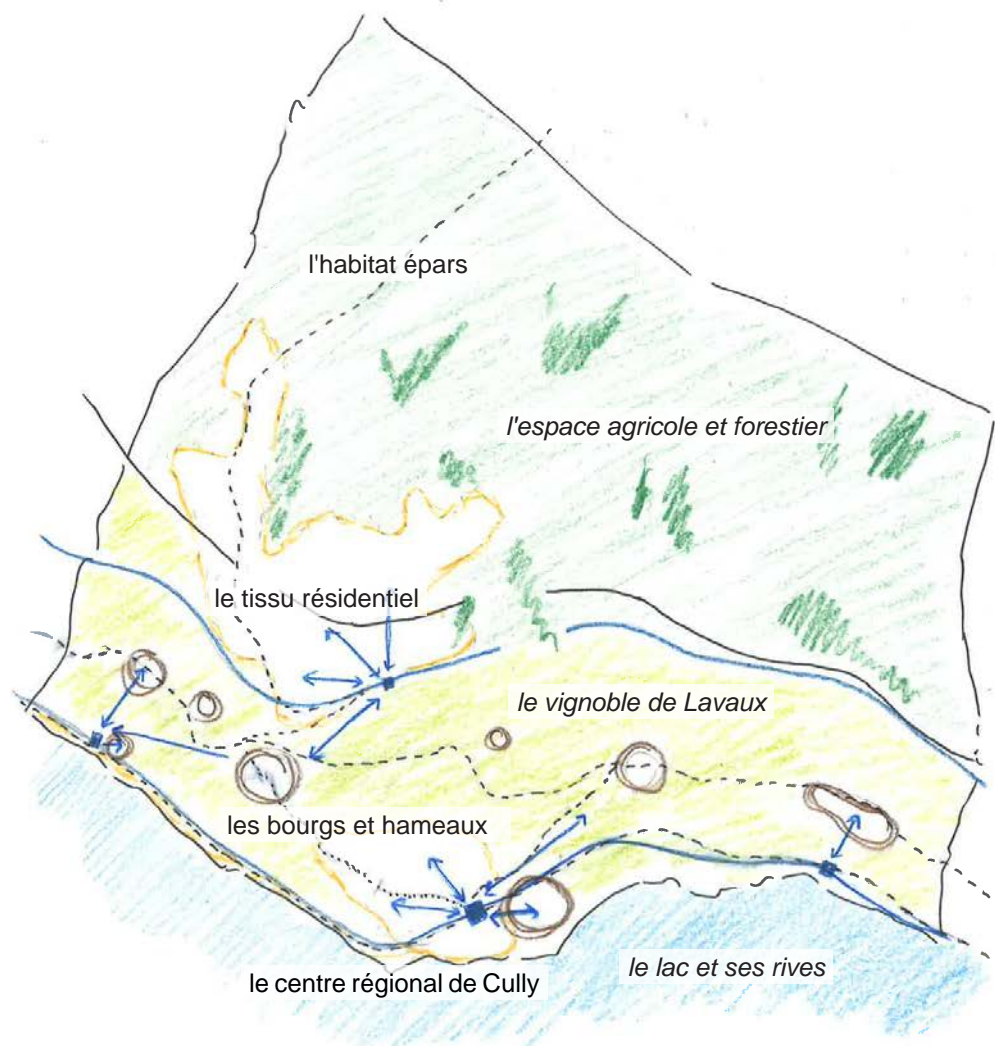 l'habitat épars
l'espace agricole et forestier
le tissu résidentiel
le vignoble de Lavaux
les bourgs et hameaux
le lac et ses rives
le centre régional de Cully